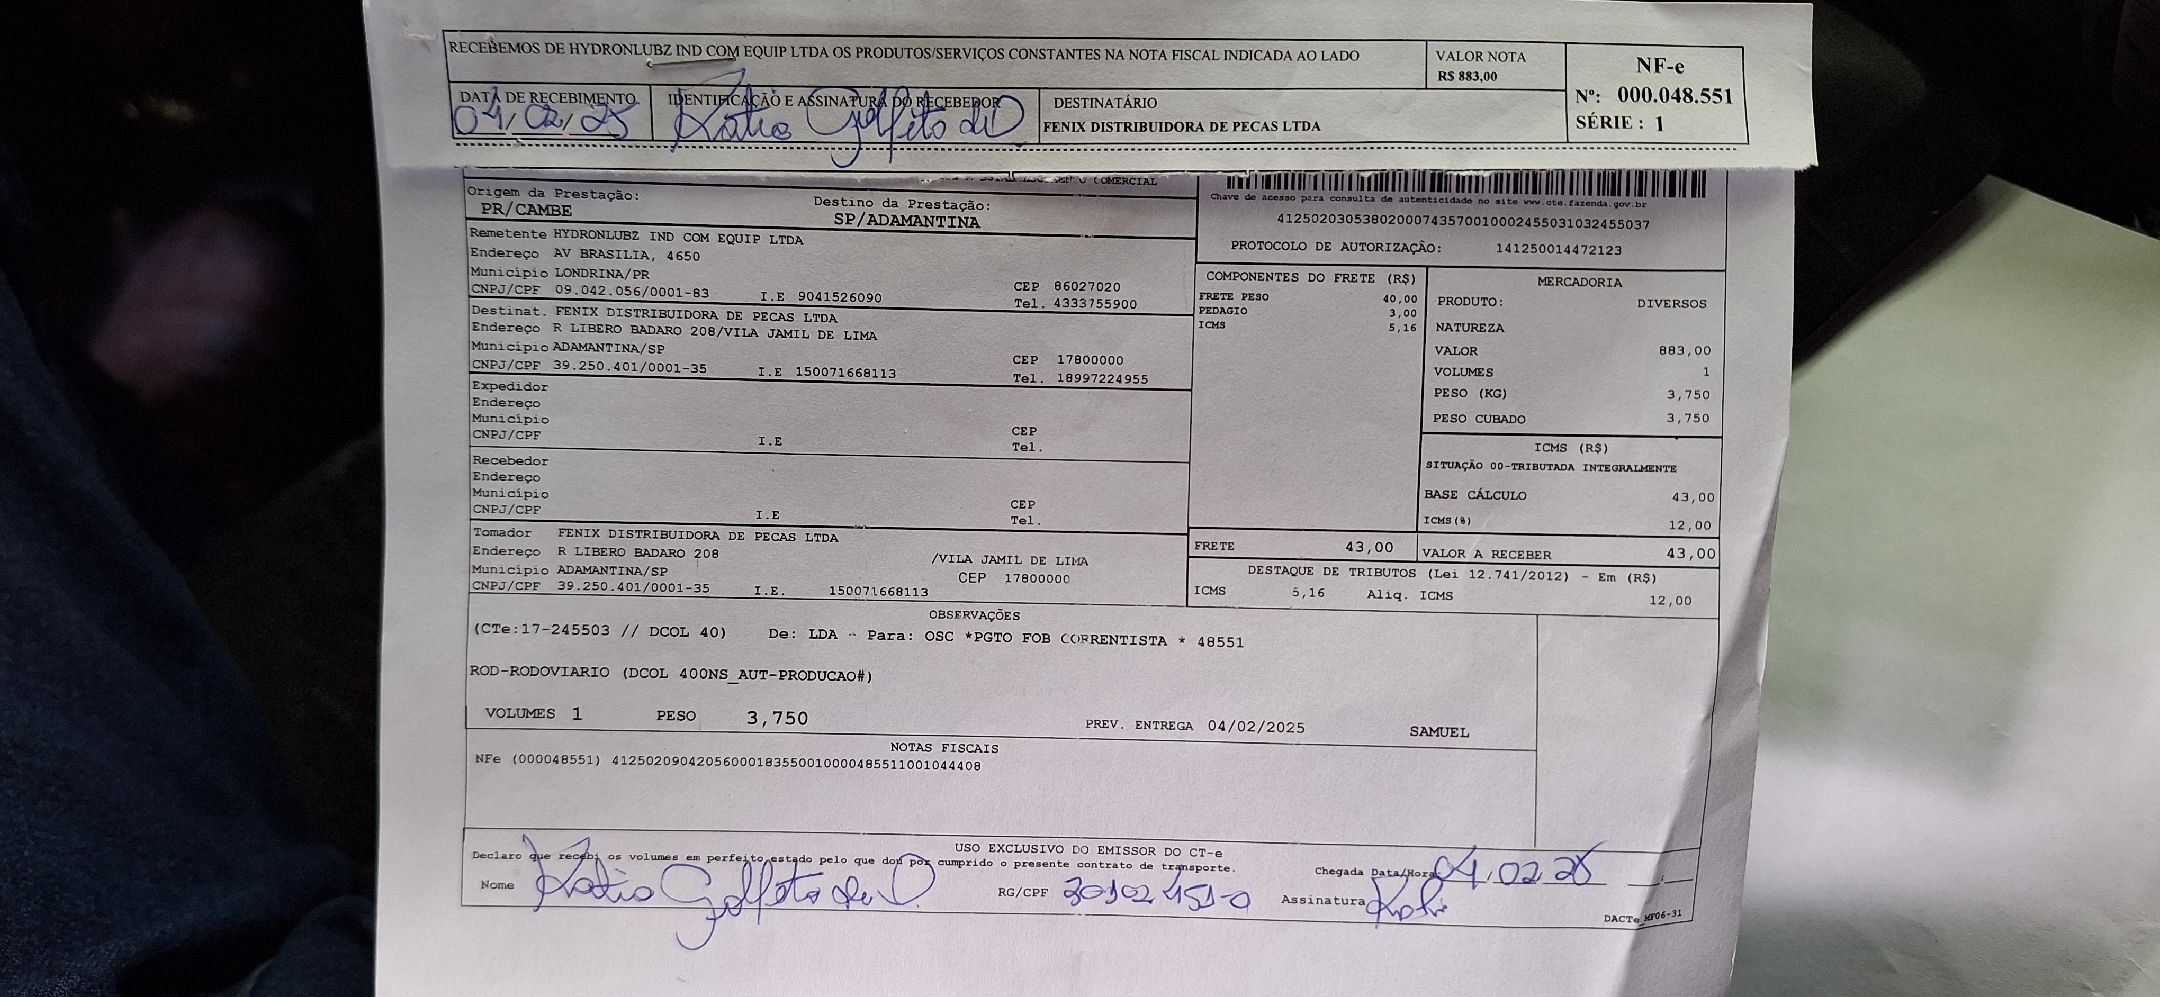 RECEBEMOS DE HYDRONLUBZ IND COM EQUIP LTDA OS PRODUTOS/SERVIÇOS CONSTANTES NA NOTA FISCAL INDICADA AO LADO
VALOR NOTA
R$ 883,00
NF-e
Nº: 000.048.551
SÉRIE : 1
DATA DE RECEBIMENTO
04,02,25
IDENTIFICAÇÃO E ASSINATURA DO RECEBEDOR
DESTINATÁRIO
FENIX DISTRIBUIDORA DE PECAS LTDA
COMERCIAL
Origem da Prestação:
PR/CAMBE
Destino da Prestação:
SP/ADAMANTINA
Chave de acesso para consulta de autenticidade no site www.cte.fazenda.gov.br
41250203053802000743570010002455031032455037
PROTOCOLO DE AUTORIZAÇÃO: 141250014472123
Remetente HYDRONLUBZ IND COM EQUIP LTDA
Endereço AV BRASILIA, 4650
Município LONDRINA/PR
CEP 86027020
CNPJ/CPF 09.042.056/0001-83 I.E 9041526090 Tel. 4333755900
Destinat. FENIX DISTRIBUIDORA DE PECAS LTDA
Endereço R LIBERO BADARO 208/VILA JAMIL DE LIMA
Município ADAMANTINA/SP
CEP 17800000
CNPJ/CPF 39.250.401/0001-35 I.E 150071668113 Tel. 18997224955
Expedidor
Endereço
Município
CEP
CNPJ/CPF I.E Tel.
Recebedor
Endereço
Município
CEP
CNPJ/CPF I.E Tel.
Tomador FENIX DISTRIBUIDORA DE PECAS LTDA
Endereço R LIBERO BADARO 208 /VILA JAMIL DE LIMA
Município ADAMANTINA/SP CEP 17800000
CNPJ/CPF 39.250.401/0001-35 I.E. 150071668113
COMPONENTES DO FRETE (R$)
FRETE PESO 40,00
PEDAGIO 3,00
ICMS 5,16
MERCADORIA
PRODUTO: DIVERSOS
NATUREZA
VALOR 883,00
VOLUMES 1
PESO (KG) 3,750
PESO CUBADO 3,750
ICMS (R$)
SITUAÇÃO 00-TRIBUTADA INTEGRALMENTE
BASE CÁLCULO 43,00
ICMS(%) 12,00
FRETE 43,00
VALOR A RECEBER 43,00
DESTAQUE DE TRIBUTOS (Lei 12.741/2012) - Em (R$)
ICMS 5,16 Aliq. ICMS 12,00
OBSERVAÇÕES
(CTe:17-245503 // DCOL 40) De: LDA - Para: OSC *PGTO FOB CORRENTISTA * 48551
ROD-RODOVIARIO (DCOL 400NS_AUT-PRODUCAO#)
VOLUMES 1 PESO 3,750 PREV. ENTREGA 04/02/2025 SAMUEL
NOTAS FISCAIS
NFe (000048551) 41250209042056000183550010000485511001044408
USO EXCLUSIVO DO EMISSOR DO CT-e
Declaro que recebi os volumes em perfeito estado pelo que dou por cumprido o presente contrato de transporte.
Chegada Data/Hora: 04,02,25
Nome
RG/CPF
Assinatura
DACTe_MF06-31